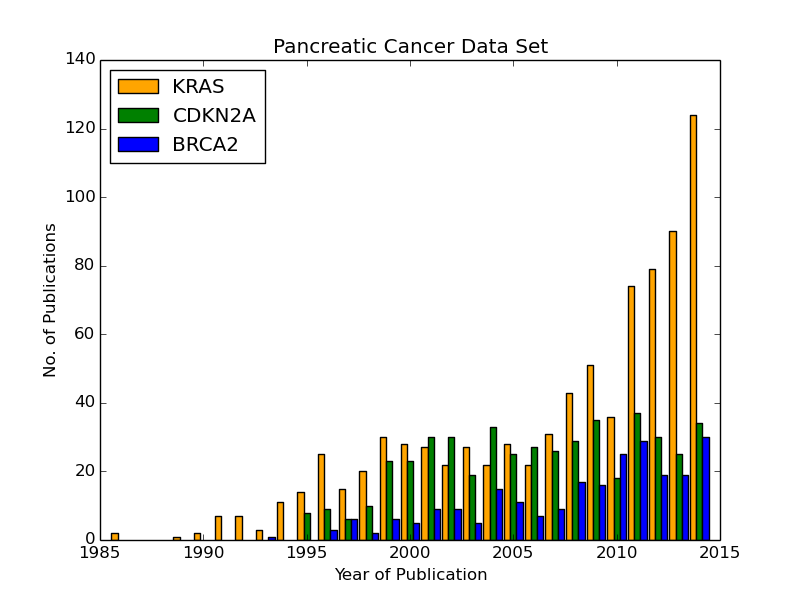 Pancreatic Cancer Data Set
140
120
100
80
60
40
20
0
No. of Publications
KRAS
CDKN2A
BRCA2
1985 1990 1995 2000 2005 2010 2015
Year of Publication